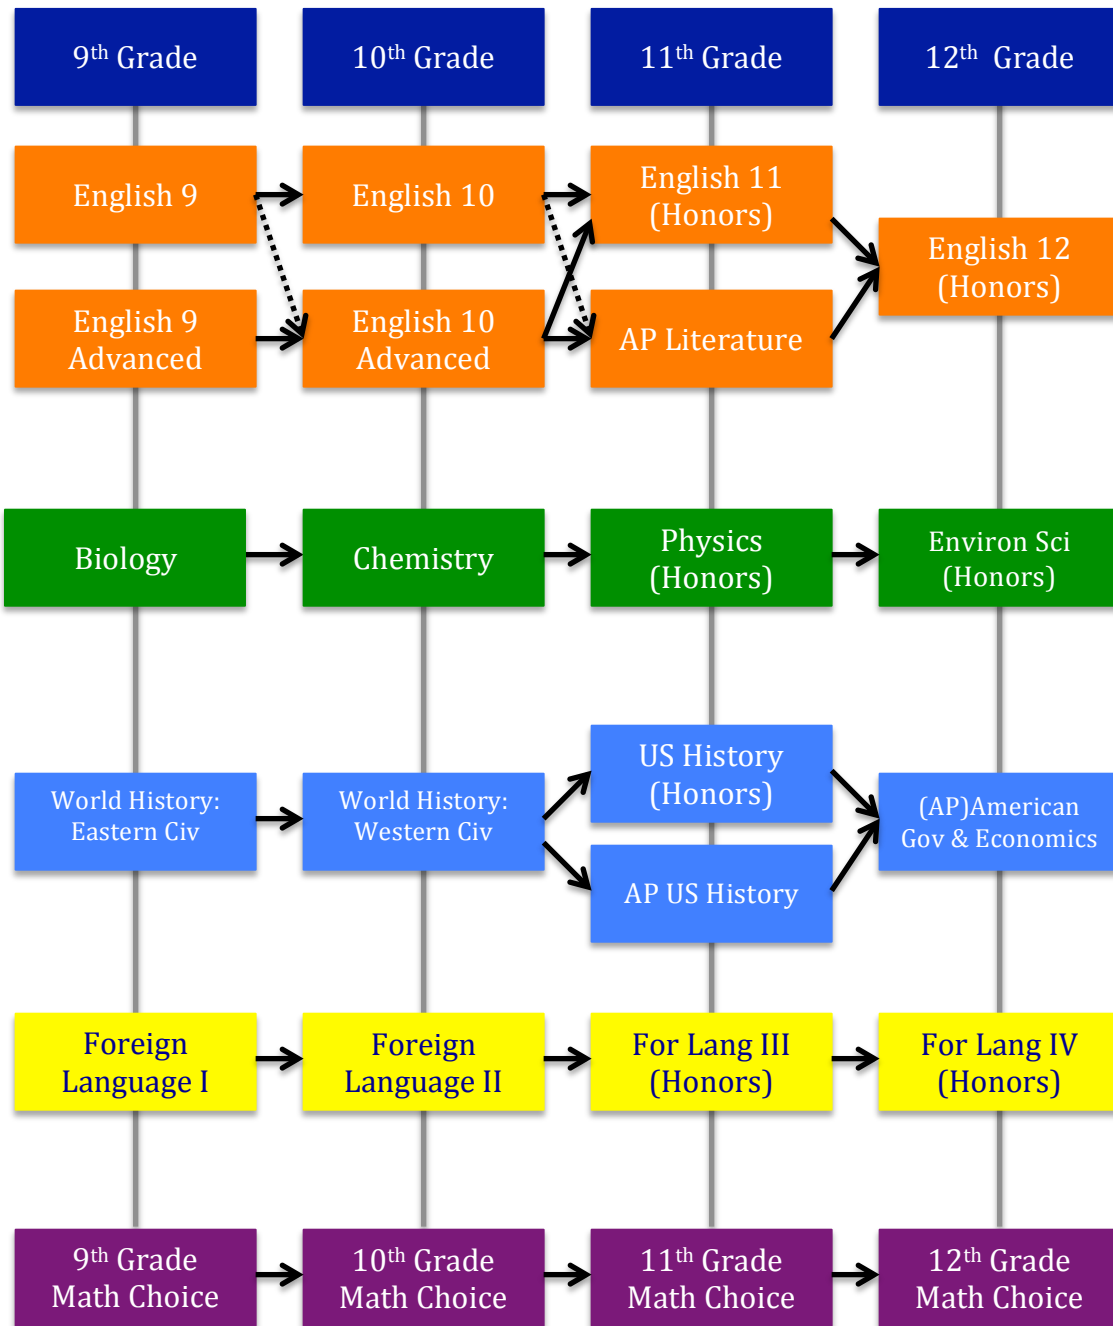 9th Grade
10th Grade
11th Grade
12th  Grade
English 9
English 10
English 11
(Honors)
English 12
(Honors)
English 9
Advanced
English 10
Advanced
AP Literature
Biology
Chemistry
Physics
(Honors)
Environ Sci
(Honors)
World History:
Eastern Civ
World History:
Western Civ
US History
(Honors)
AP US History
(AP)American
Gov & Economics
Foreign
Language I
Foreign
Language II
For Lang III
(Honors)
For Lang IV
(Honors)
9th Grade
Math Choice
10th Grade
Math Choice
11th Grade
Math Choice
12th Grade
Math Choice